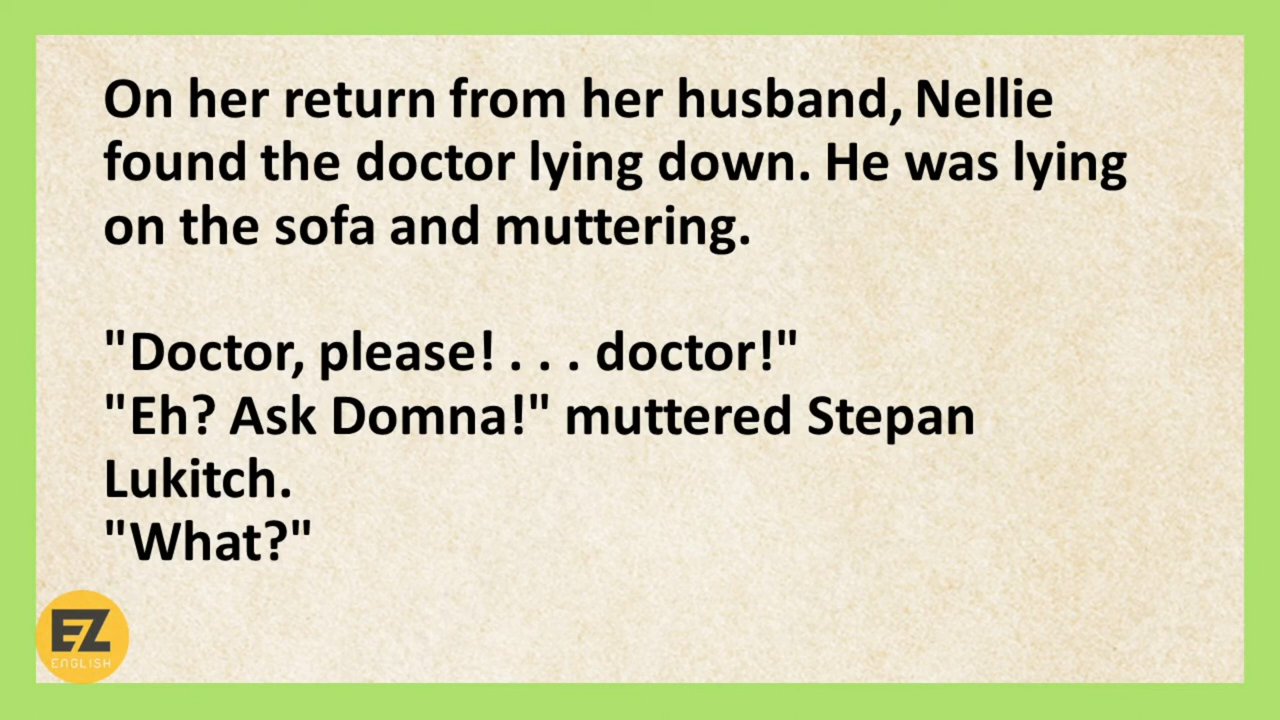 On her return from her husband, Nellie
found the doctor lying down. He was lying
on the sofa and muttering.
"Doctor, please! . . . doctor!"
"Eh? Ask Domna!" muttered Stepan
Lukitch.
"What?"
EZ
ENGLISH